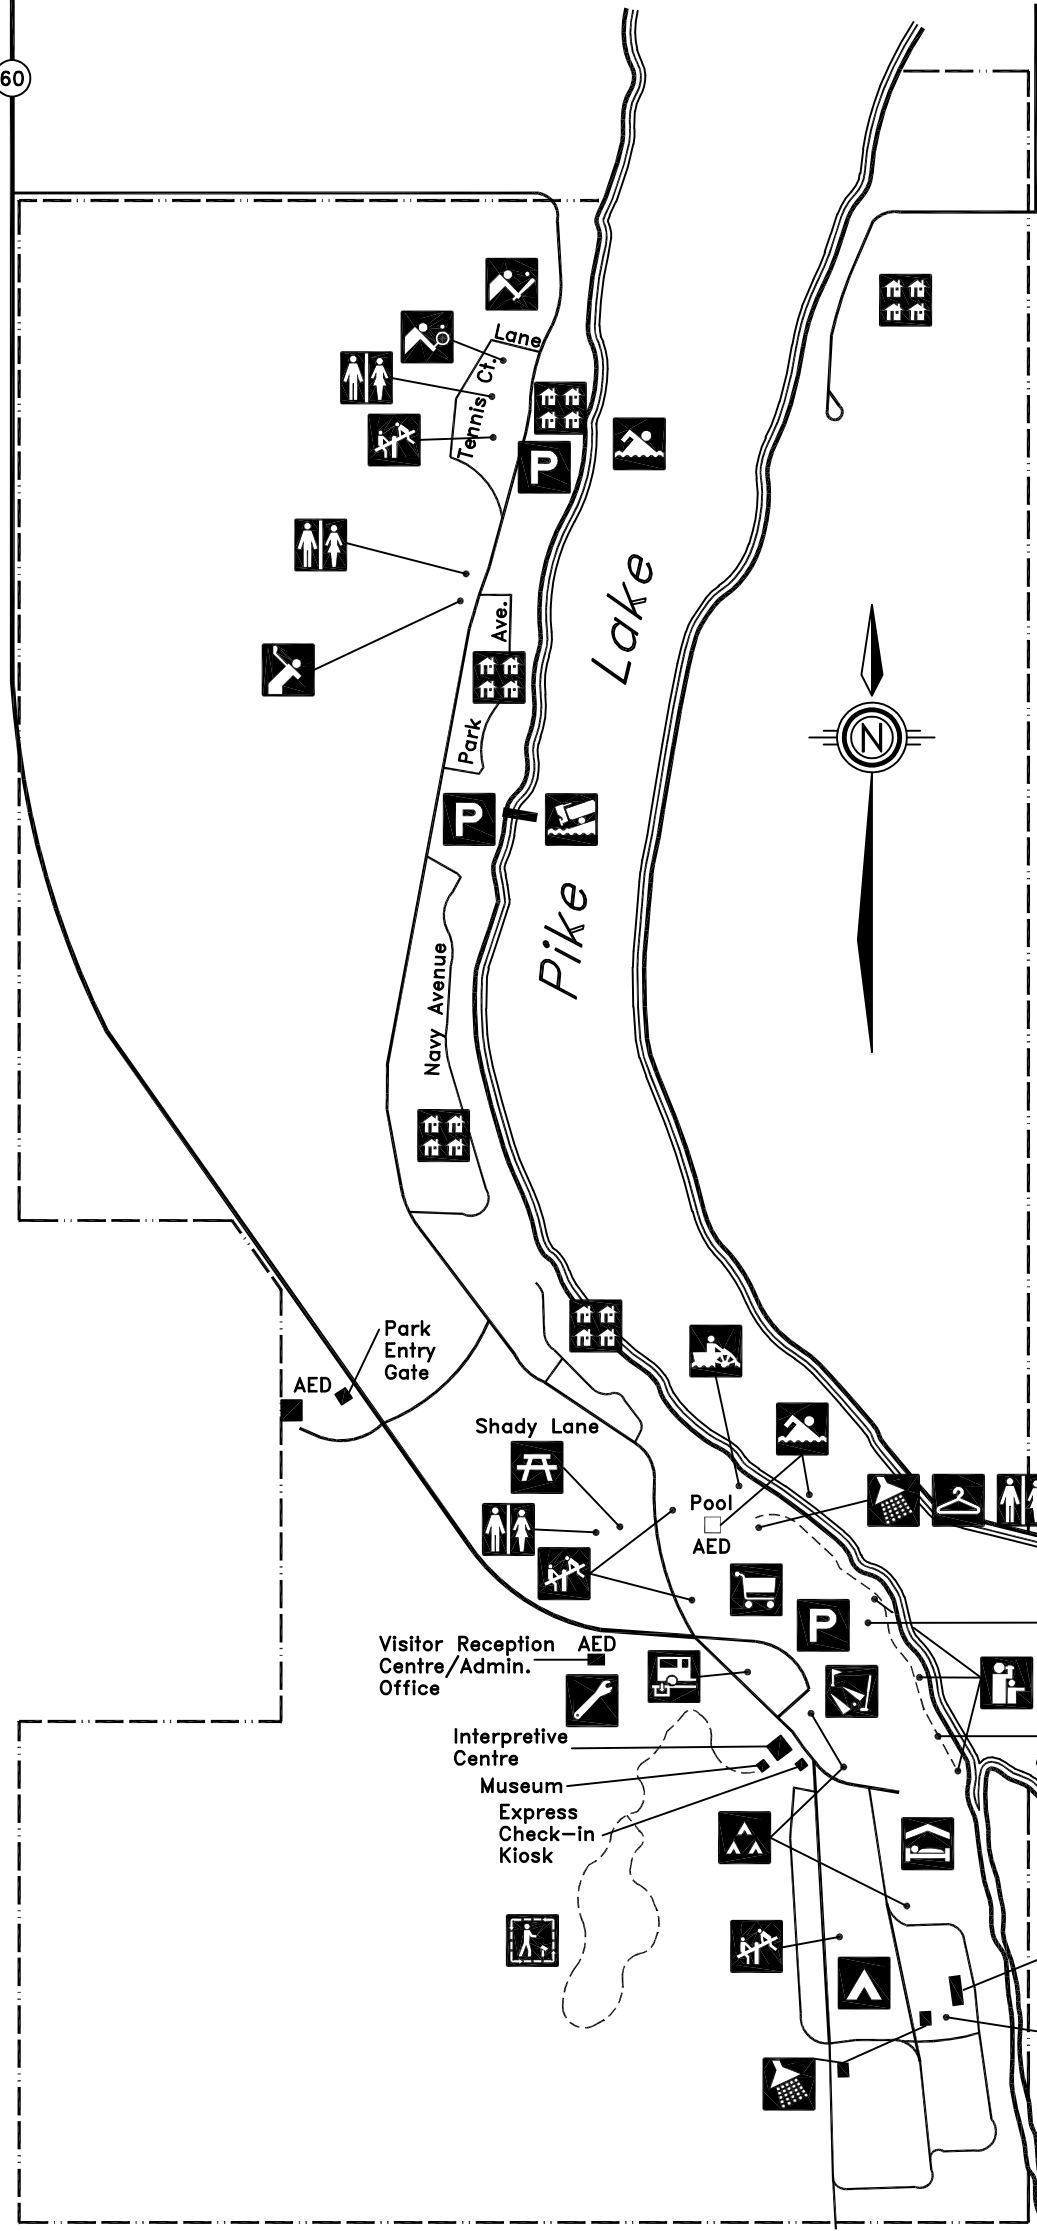 60
Lane
Tennis Ct.
P
Lake
Ave.
Park
N
P
Pike
Navy Avenue
Park
Entry
Gate
AED
Shady Lane
Pool
AED
P
Visitor Reception
Centre/Admin.
Office
AED
Interpretive
Centre
Museum
Express
Check-in
Kiosk